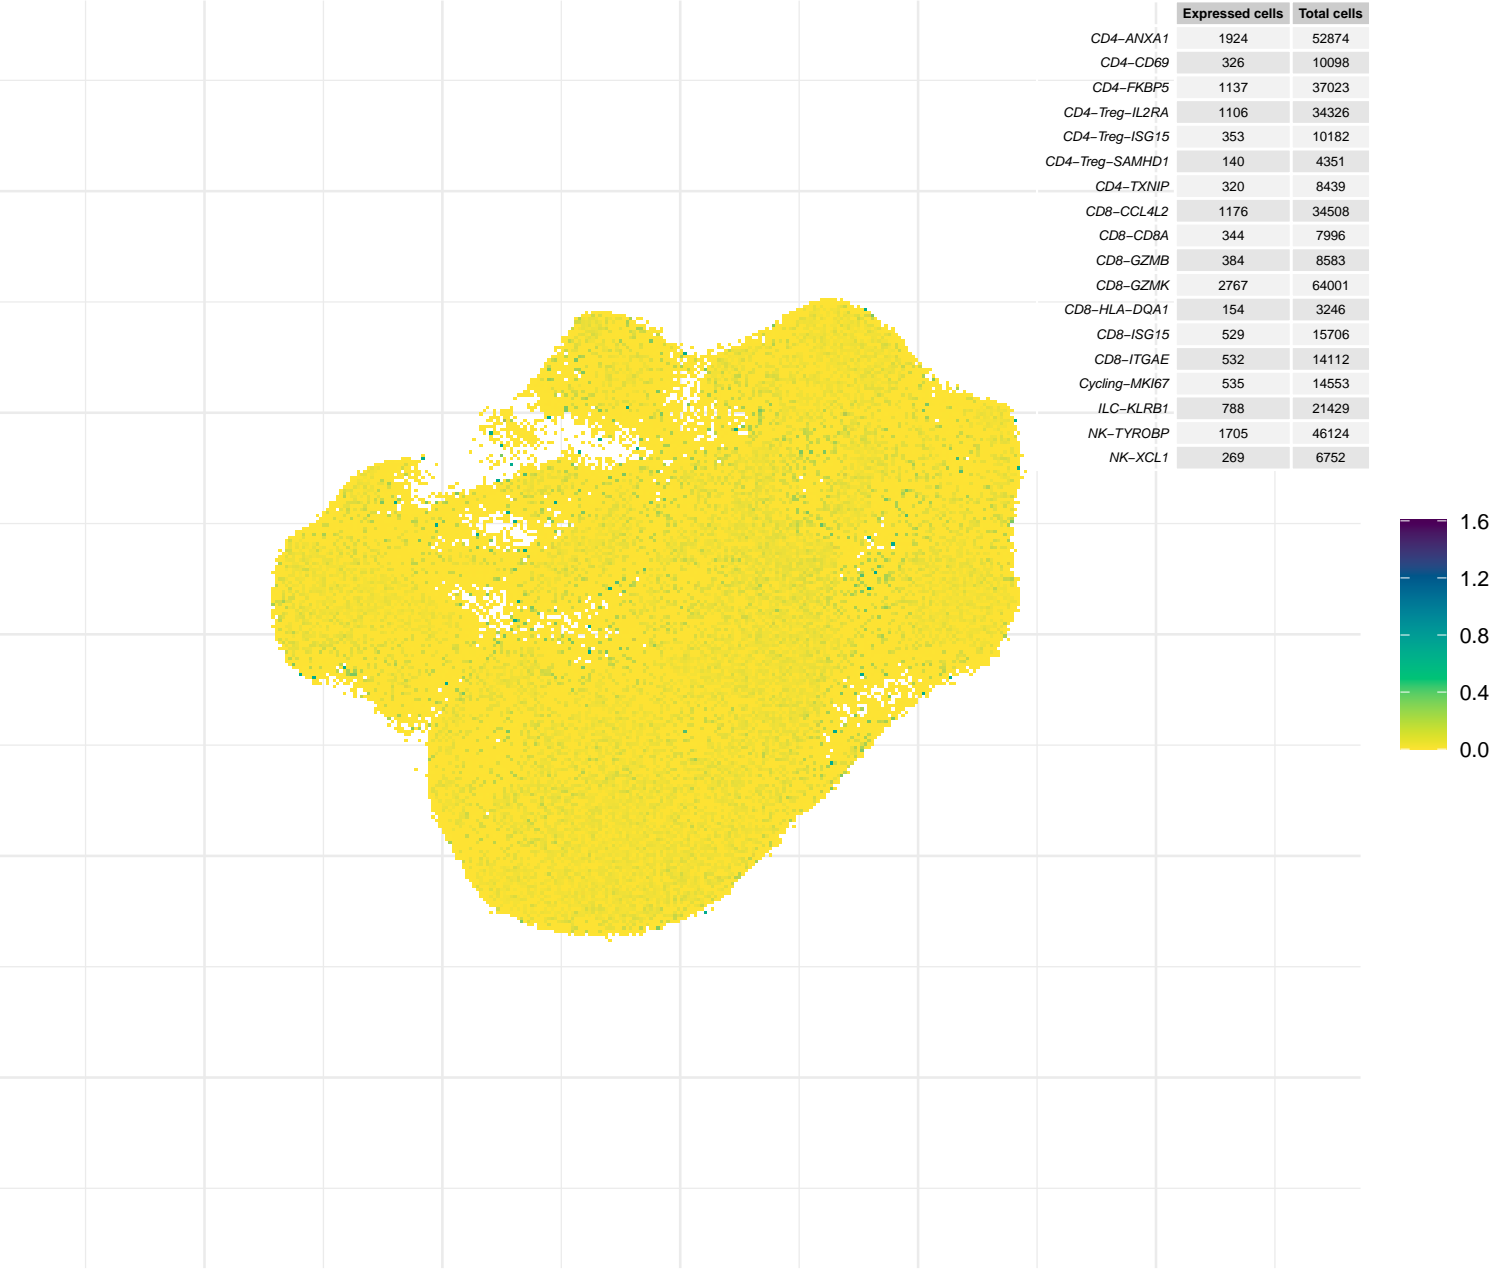 Expressed cells Total cells
CD4−ANXA1 1924 52874
CD4−CD69 326 10098
CD4−FKBP5 1137 37023
CD4−Treg−IL2RA 1106 34326
CD4−Treg−ISG15 353 10182
CD4−Treg−SAMHD1 140 4351
CD4−TXNIP 320 8439
CD8−CCL4L2 1176 34508
CD8−CD8A 344 7996
CD8−GZMB 384 8583
CD8−GZMK 2767 64001
CD8−HLA−DQA1 154 3246
CD8−ISG15 529 15706
CD8−ITGAE 532 14112
Cycling−MKI67 535 14553
ILC−KLRB1 788 21429
NK−TYROBP 1705 46124
NK−XCL1 269 6752
1.6
1.2
0.8
0.4
0.0